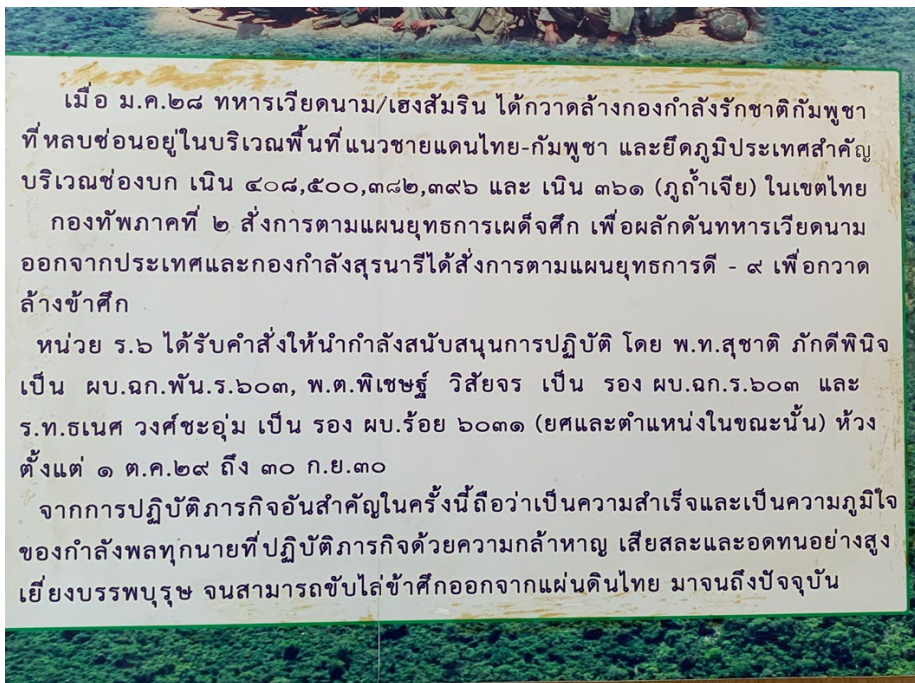 เมื่อ ม.ค.๒๘ ทหารเวียดนาม/เฮงสัมริน ได้กวาดล้างกองกำลังรักชาติกัมพูชา
ที่หลบซ่อนอยู่ในบริเวณพื้นที่แนวชายแดนไทย-กัมพูชา และยึดภูมิประเทศสำคัญ
บริเวณช่องบก เนิน ๔๐๘,๕๐๐,๓๘๒,๓๙๖ และ เนิน ๓๖๑ (ภูถ้ำเจีย) ในเขตไทย
กองทัพภาคที่ ๒ สั่งการตามแผนยุทธการเผด็จศึก เพื่อผลักดันทหารเวียดนาม
ออกจากประเทศและกองกำลังสุรนารีได้สั่งการตามแผนยุทธการดี - ๙ เพื่อกวาด
ล้างข้าศึก
หน่วย ร.๖ ได้รับคำสั่งให้นำกำลังสนับสนุนการปฏิบัติ โดย พ.ท.สุชาติ ภักดีพินิจ
เป็น ผบ.ฉก.พัน.ร.๖๐๓, พ.ต.พิเชษฐ์ วิสัยจร เป็น รอง ผบ.ฉก.ร.๖๐๓ และ
ร.ท.ธเนศ วงศ์ชะอุ่ม เป็น รอง ผบ.ร้อย ๖๐๓๑ (ยศและตำแหน่งในขณะนั้น) ห้วง
ตั้งแต่ ๑ ต.ค.๒๙ ถึง ๓๐ ก.ย.๓๐
จากการปฏิบัติภารกิจอันสำคัญในครั้งนี้ถือว่าเป็นความสำเร็จและเป็นความภูมิใจ
ของกำลังพลทุกนายที่ปฏิบัติภารกิจด้วยความกล้าหาญ เสียสละและอดทนอย่างสูง
เยี่ยงบรรพบุรุษ จนสามารถขับไล่ข้าศึกออกจากแผ่นดินไทย มาจนถึงปัจจุบัน